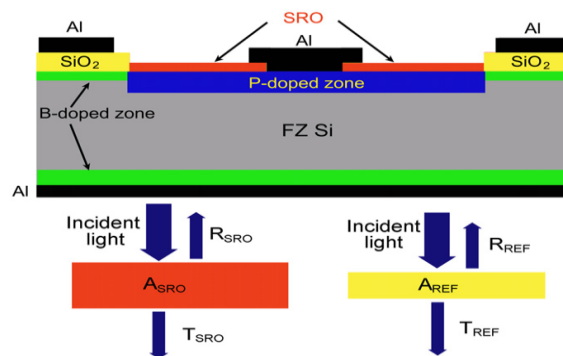 SRO
Al
Al
Al
SiO2
SiO2
P-doped zone
B-doped zone
FZ Si
Al
Incident light
RSRO
ASRO
TSRO
Incident light
RREF
AREF
TREF